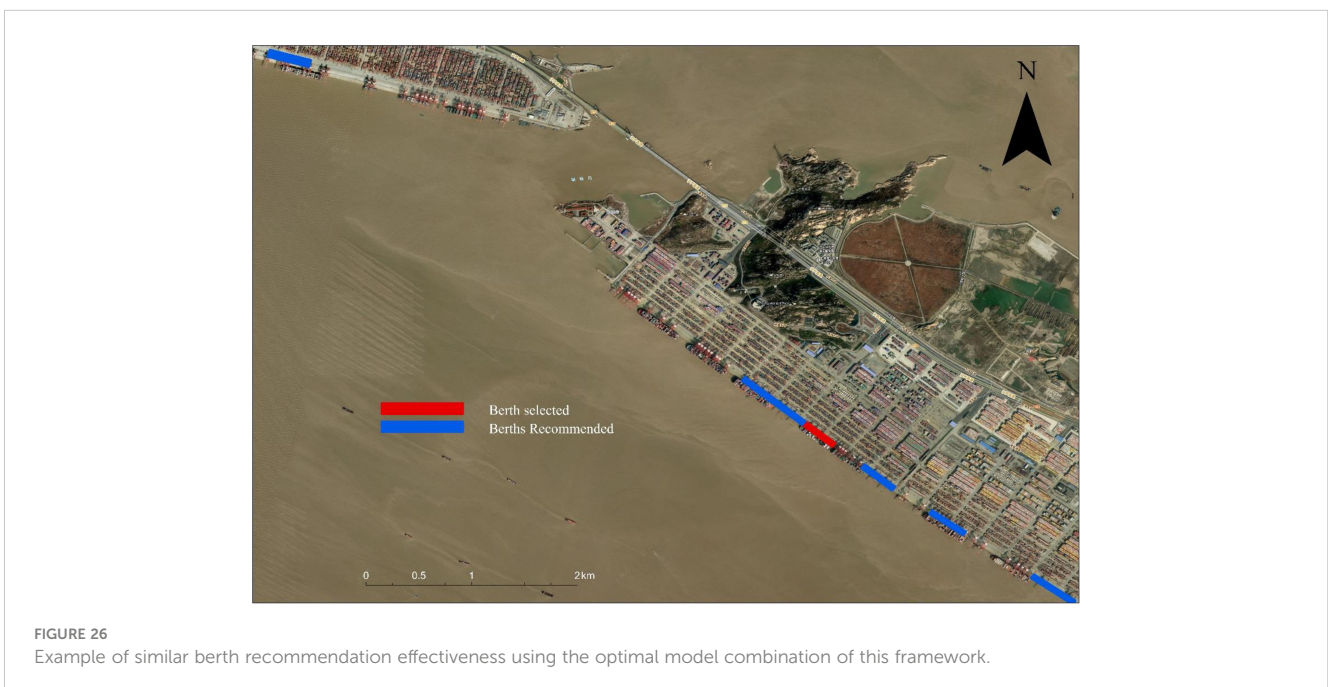 N
Berth selected
Berths Recommended
0 0.5 1 2km
FIGURE 26
Example of similar berth recommendation effectiveness using the optimal model combination of this framework.